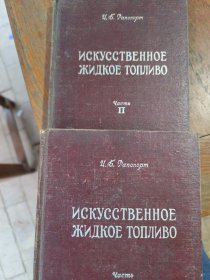 И. Б. Рапопорт
ИСКУССТВЕННОЕ
ЖИДКОЕ ТОПЛИВО
Часть
II
И. Б. Рапопорт
ИСКУССТВЕННОЕ
ЖИДКОЕ ТОПЛИВО
Часть